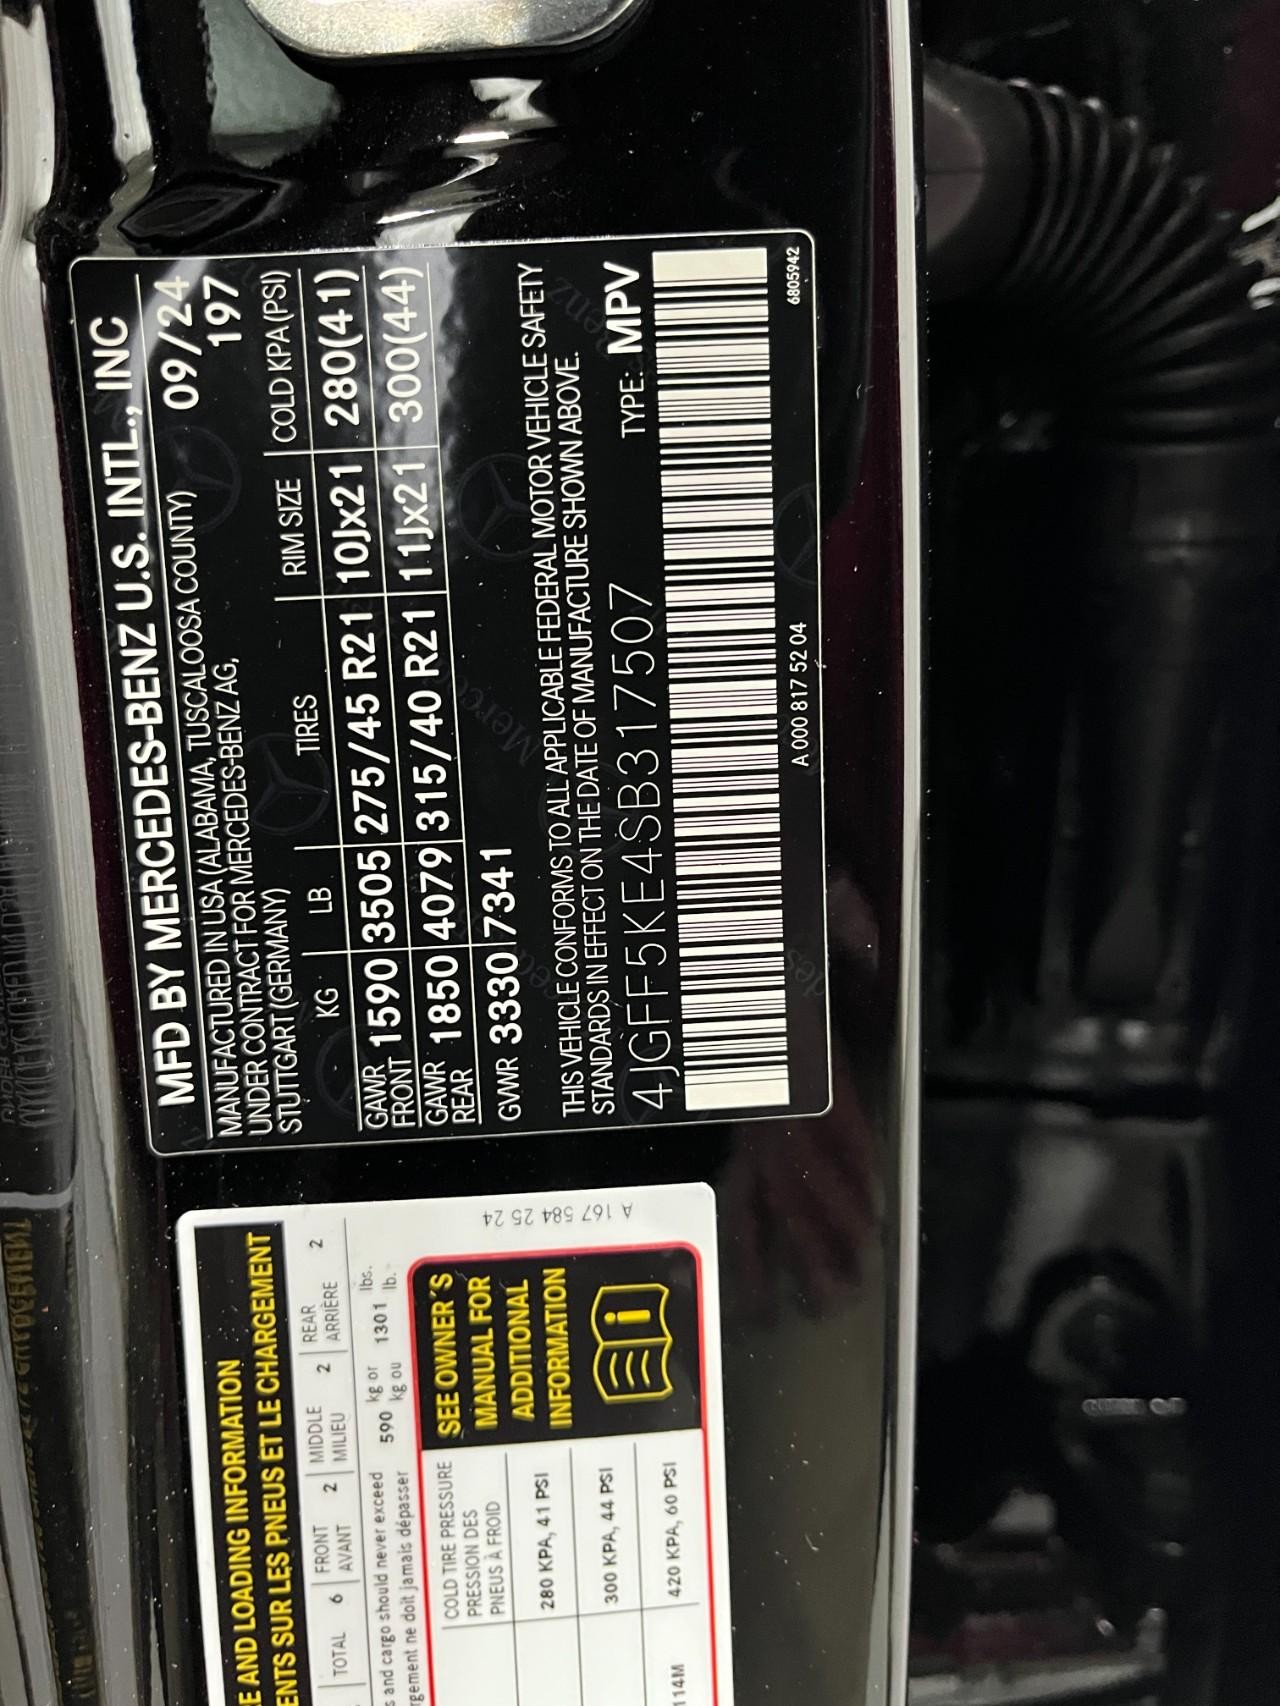 MFD BY MERCEDES-BENZ U.S. INTL., INC
MANUFACTURED IN USA (ALABAMA, TUSCALOOSA COUNTY) 09/24
UNDER CONTRACT FOR MERCEDES-BENZ AG, 197
STUTTGART (GERMANY)
KG LB TIRES RIM SIZE COLD KPA (PSI)
GAWR FRONT 1590 3505 275/45 R21 10Jx21 280(41)
GAWR REAR 1850 4079 315/40 R21 11Jx21 300(44)
GVWR 3330 7341
THIS VEHICLE CONFORMS TO ALL APPLICABLE FEDERAL MOTOR VEHICLE SAFETY
STANDARDS IN EFFECT ON THE DATE OF MANUFACTURE SHOWN ABOVE.
4JGFF5KE4SB317507 TYPE: MPV
A 000 817 52 04 6805942
AND LOADING INFORMATION
SUR LES PNEUS ET LE CHARGEMENT
TOTAL 6 FRONT AVANT 2 MIDDLE MILIEU 2 REAR ARRIÈRE 2
and cargo should never exceed 590 kg or 1301 lbs.
ne doit jamais dépasser kg ou lb.
COLD TIRE PRESSURE
PRESSION DES
PNEUS À FROID
280 KPA, 41 PSI
300 KPA, 44 PSI
114M 420 KPA, 60 PSI
SEE OWNER'S
MANUAL FOR
ADDITIONAL
INFORMATION
A 167 584 25 24